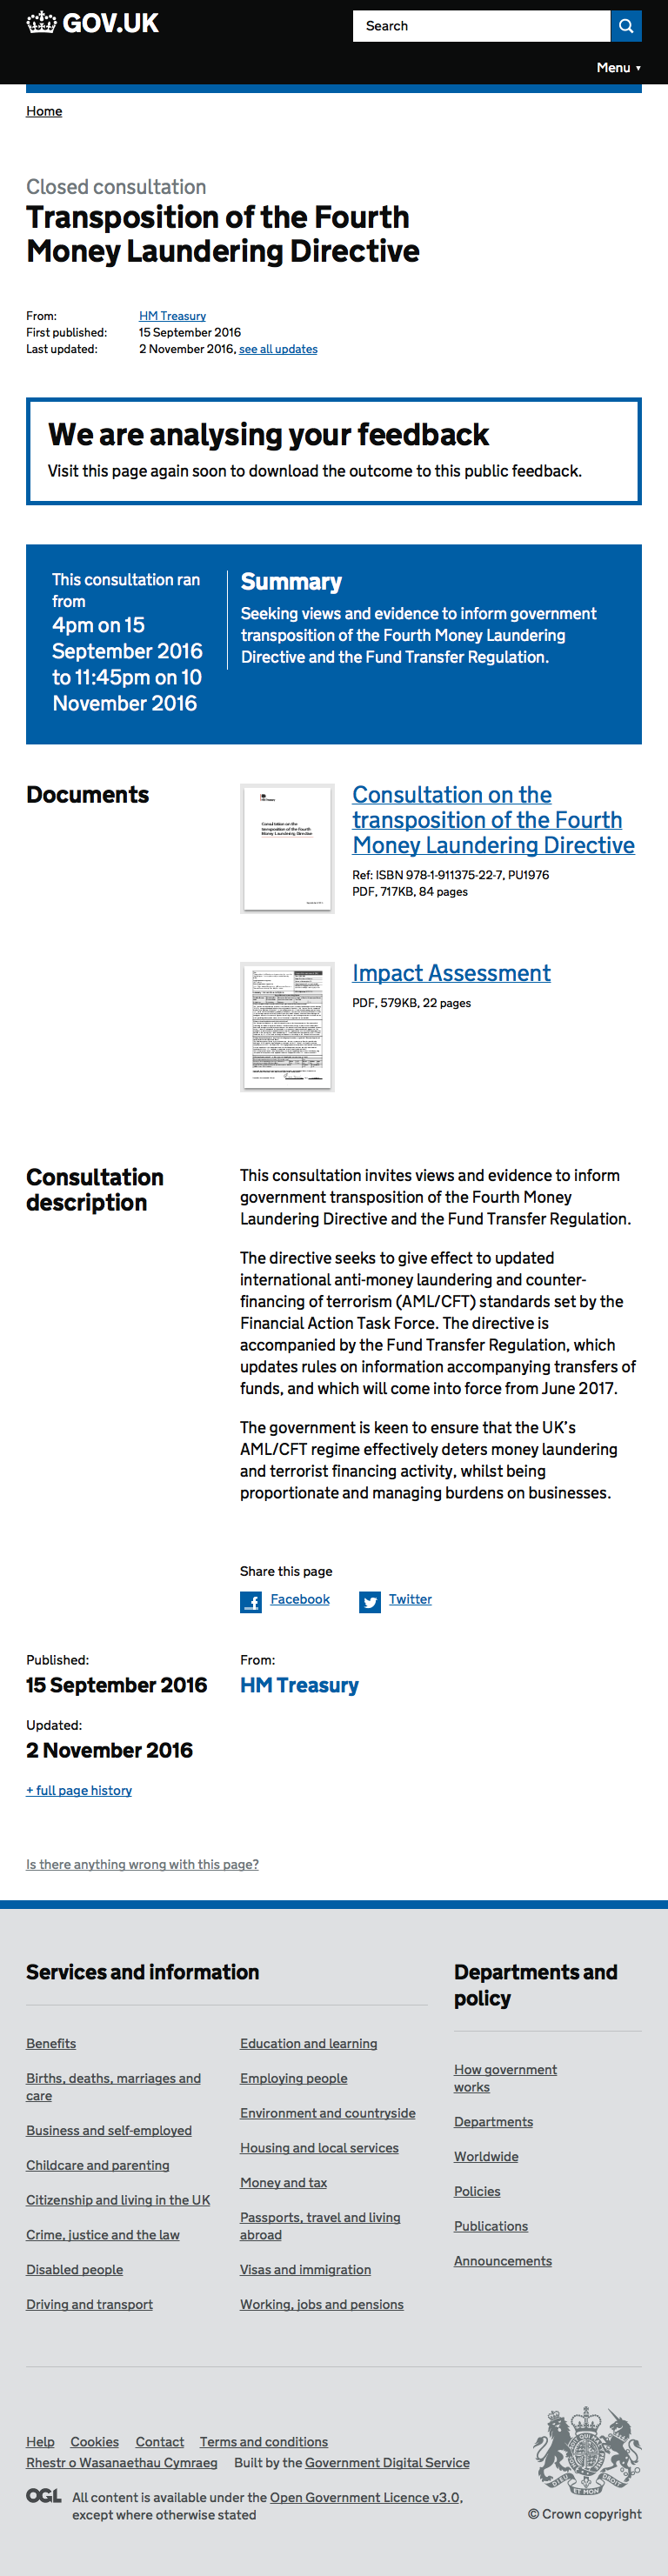 GOV.UK
Search
Menu ▼
Home
Closed consultation
Transposition of the Fourth
Money Laundering Directive
From: HM Treasury
First published: 15 September 2016
Last updated: 2 November 2016, see all updates
We are analysing your feedback
Visit this page again soon to download the outcome to this public feedback.
This consultation ran
from
4pm on 15
September 2016
to 11:45pm on 10
November 2016
Summary
Seeking views and evidence to inform government
transposition of the Fourth Money Laundering
Directive and the Fund Transfer Regulation.
Documents
Consultation on the
transposition of the Fourth
Money Laundering Directive
Consultation on the
transposition of the Fourth
Money Laundering Directive
Ref: ISBN 978-1-911375-22-7, PU1976
PDF, 717KB, 84 pages
Impact Assessment
PDF, 579KB, 22 pages
Consultation
description
This consultation invites views and evidence to inform
government transposition of the Fourth Money
Laundering Directive and the Fund Transfer Regulation.
The directive seeks to give effect to updated
international anti-money laundering and counter-
financing of terrorism (AML/CFT) standards set by the
Financial Action Task Force. The directive is
accompanied by the Fund Transfer Regulation, which
updates rules on information accompanying transfers of
funds, and which will come into force from June 2017.
The government is keen to ensure that the UK's
AML/CFT regime effectively deters money laundering
and terrorist financing activity, whilst being
proportionate and managing burdens on businesses.
Share this page
Facebook Twitter
Published:
15 September 2016
From:
HM Treasury
Updated:
2 November 2016
+ full page history
Is there anything wrong with this page?
Services and information
Benefits
Births, deaths, marriages and
care
Business and self-employed
Childcare and parenting
Citizenship and living in the UK
Crime, justice and the law
Disabled people
Driving and transport
Education and learning
Employing people
Environment and countryside
Housing and local services
Money and tax
Passports, travel and living
abroad
Visas and immigration
Working, jobs and pensions
Departments and
policy
How government
works
Departments
Worldwide
Policies
Publications
Announcements
Help Cookies Contact Terms and conditions
Rhestr o Wasanaethau Cymraeg Built by the Government Digital Service
OGL All content is available under the Open Government Licence v3.0,
except where otherwise stated
© Crown copyright